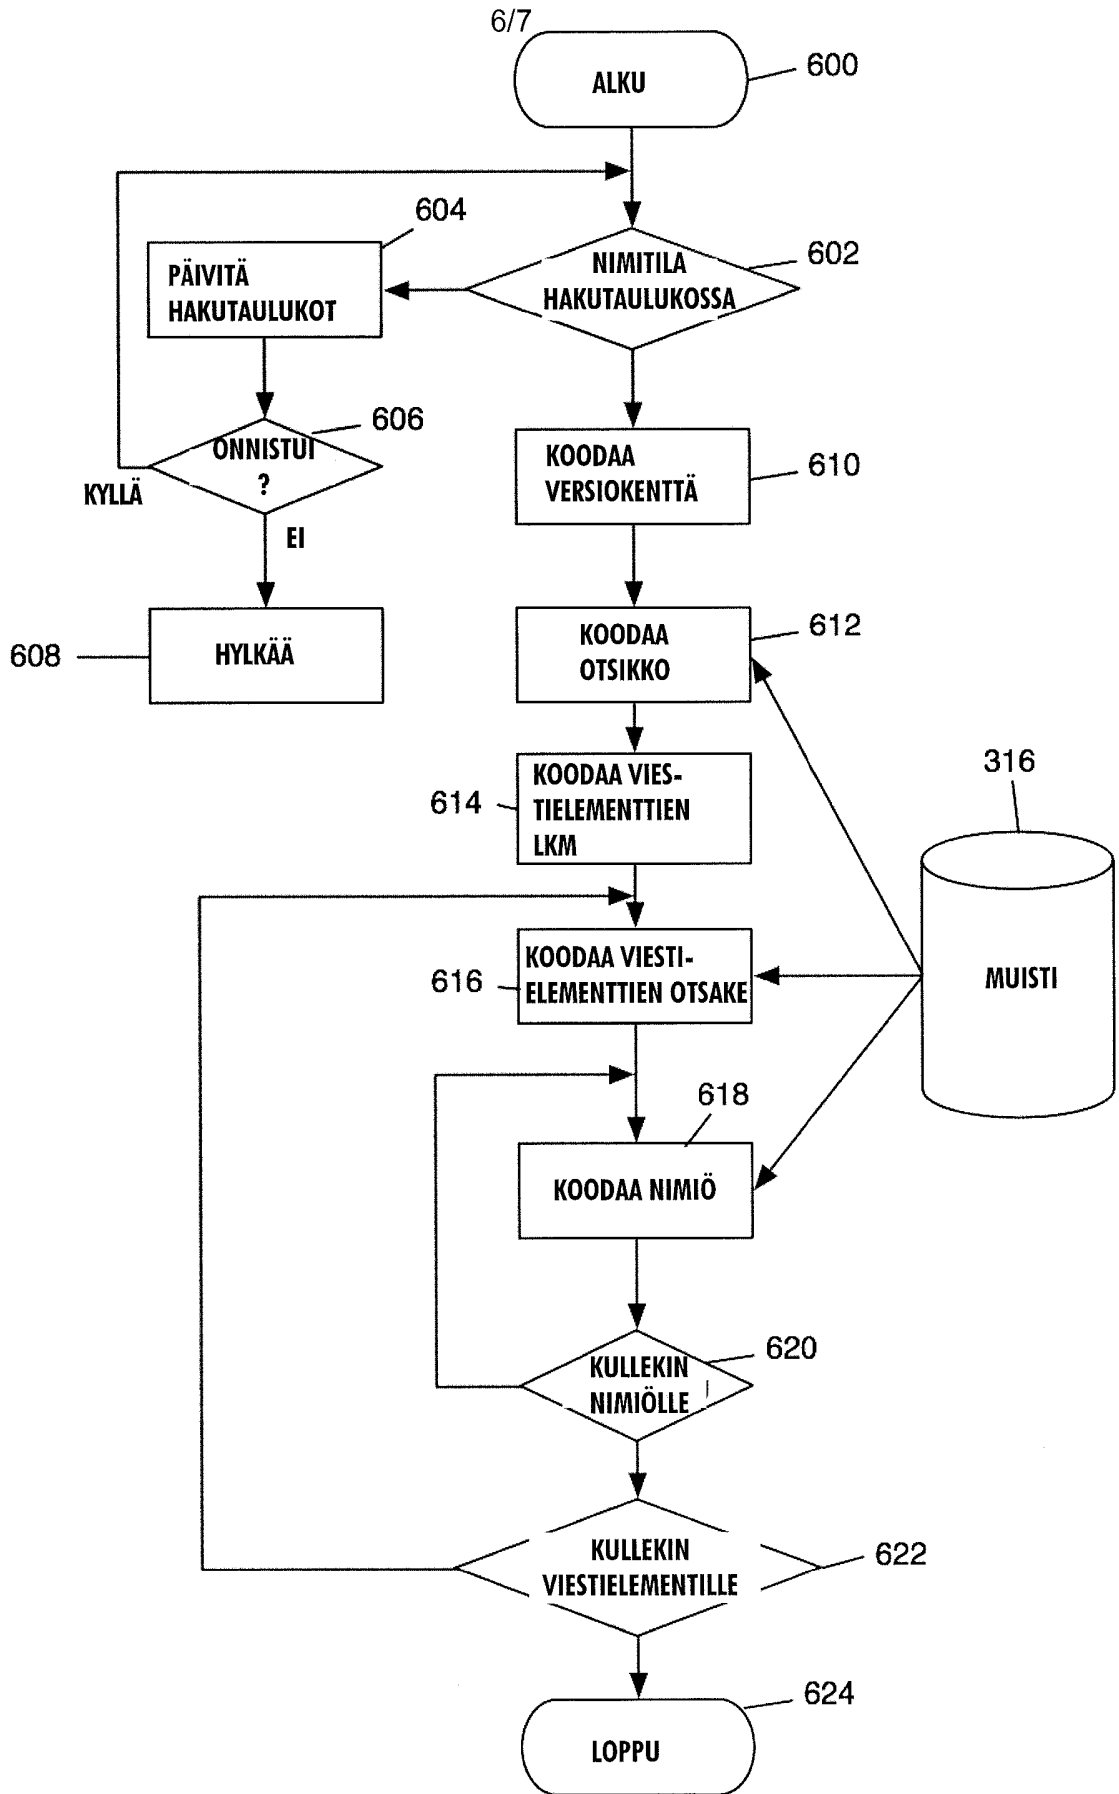 6/7
ALKU
600
604
602
NIMITILA
HAKUTAULUKOSSA
PÄIVITÄ
HAKUTAULUKOT
606
ONNISTUI
?
KYLLÄ
EI
KOODAA
VERSIOKENTTÄ
610
608
HYLKÄÄ
KOODAA
OTSIKKO
612
614
KOODAA VIES-
TIELEMENTTIEN
LKM
316
MUISTI
616
KOODAA VIESTI-
ELEMENTTIEN OTSAKE
618
KOODAA NIMIÖ
620
KULLEKIN
NIMIÖLLE
KULLEKIN
VIESTIELEMENTILLE
622
624
LOPPU